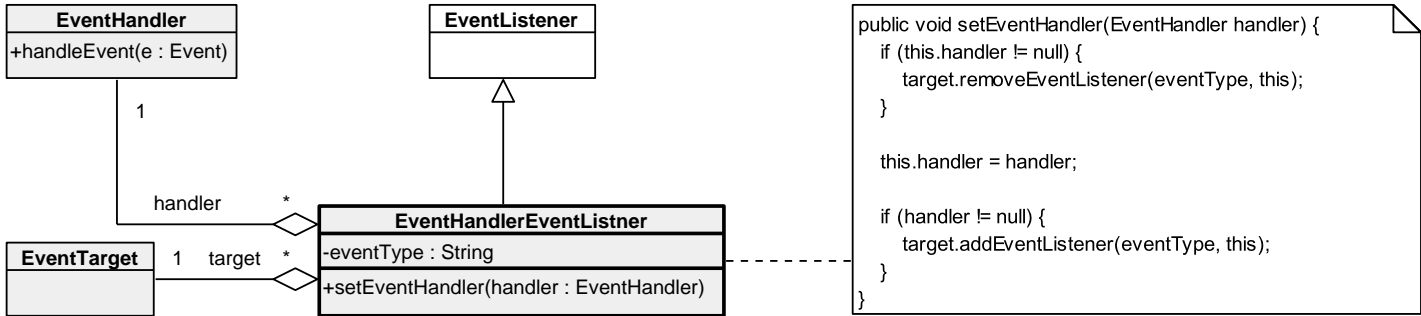 EventHandler
+handleEvent(e : Event)
1
handler
*
EventTarget
1
target
*
EventListener
EventHandlerEventListner
-eventType : String
+setEventHandler(handler : EventHandler)
public void setEventHandler(EventHandler handler) {
if (this.handler != null) {
target.removeEventListener(eventType, this);
}
this.handler = handler;
if (handler != null) {
target.addEventListener(eventType, this);
}
}